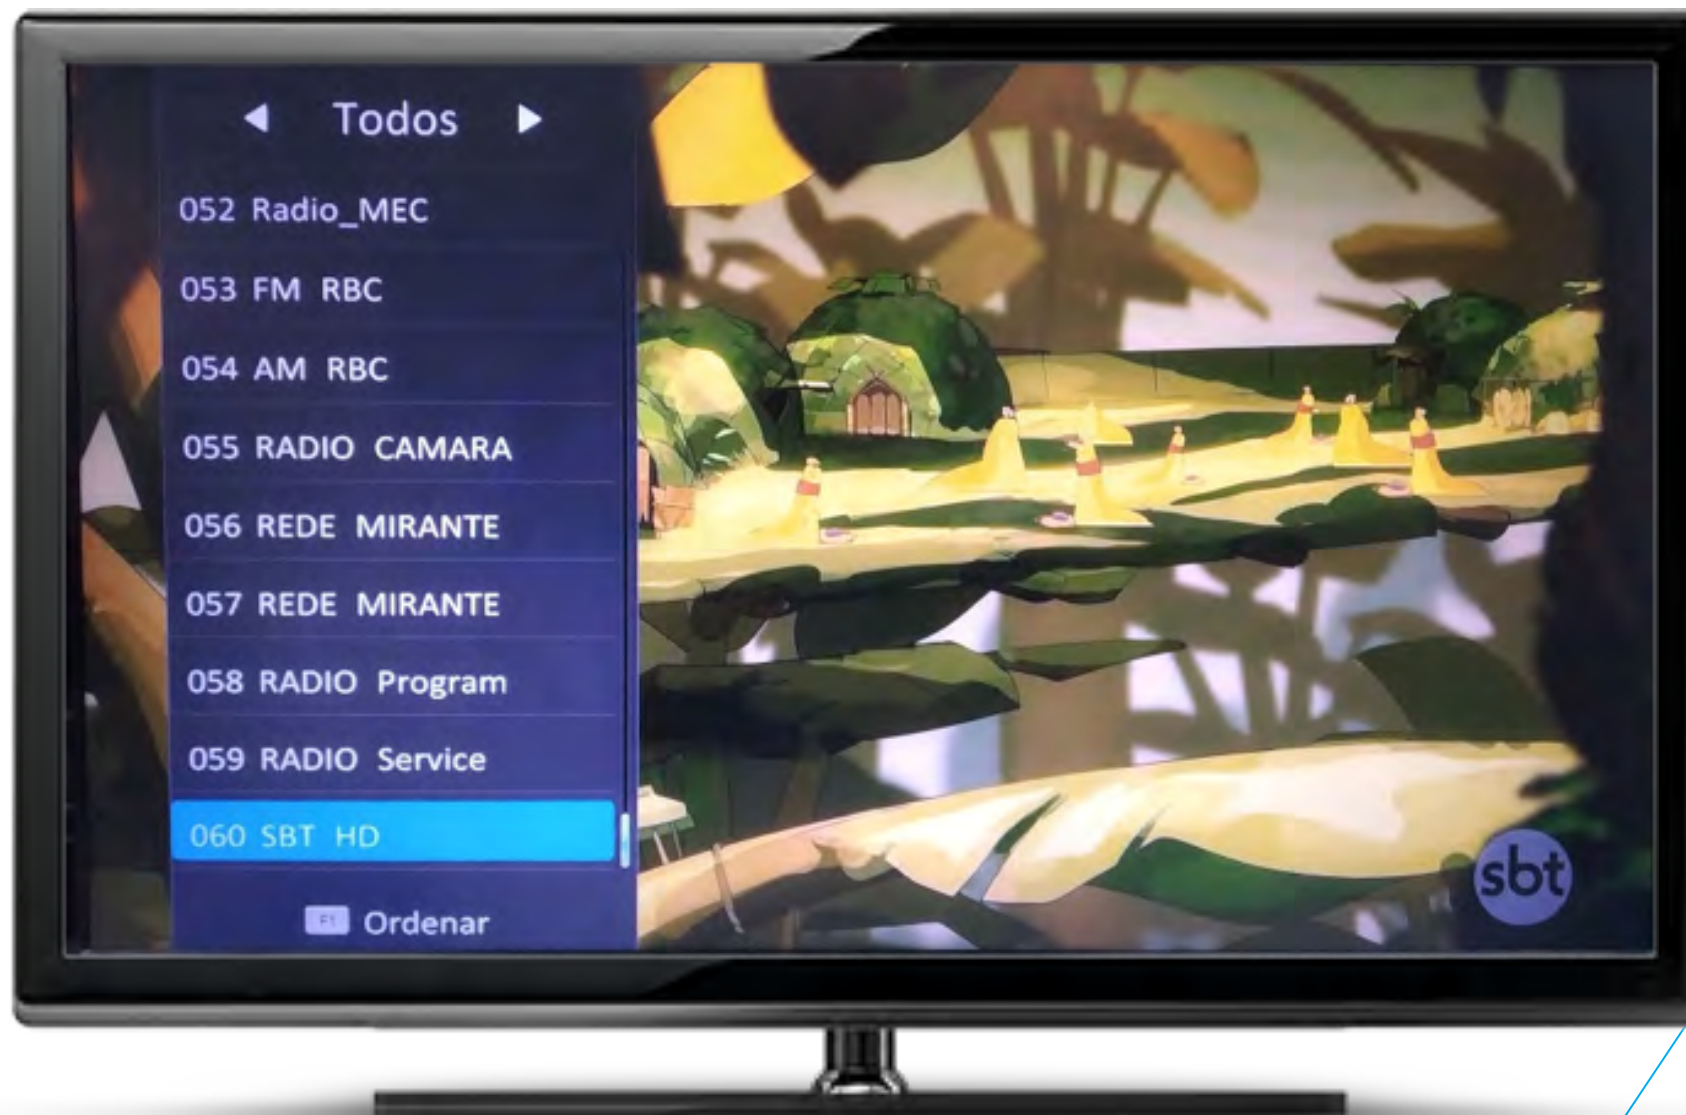 Todos
052 Radio_MEC
053 FM RBC
054 AM RBC
055 RADIO CAMARA
056 REDE MIRANTE
057 REDE MIRANTE
058 RADIO Program
059 RADIO Service
060 SBT HD
F1 Ordenar
sbt